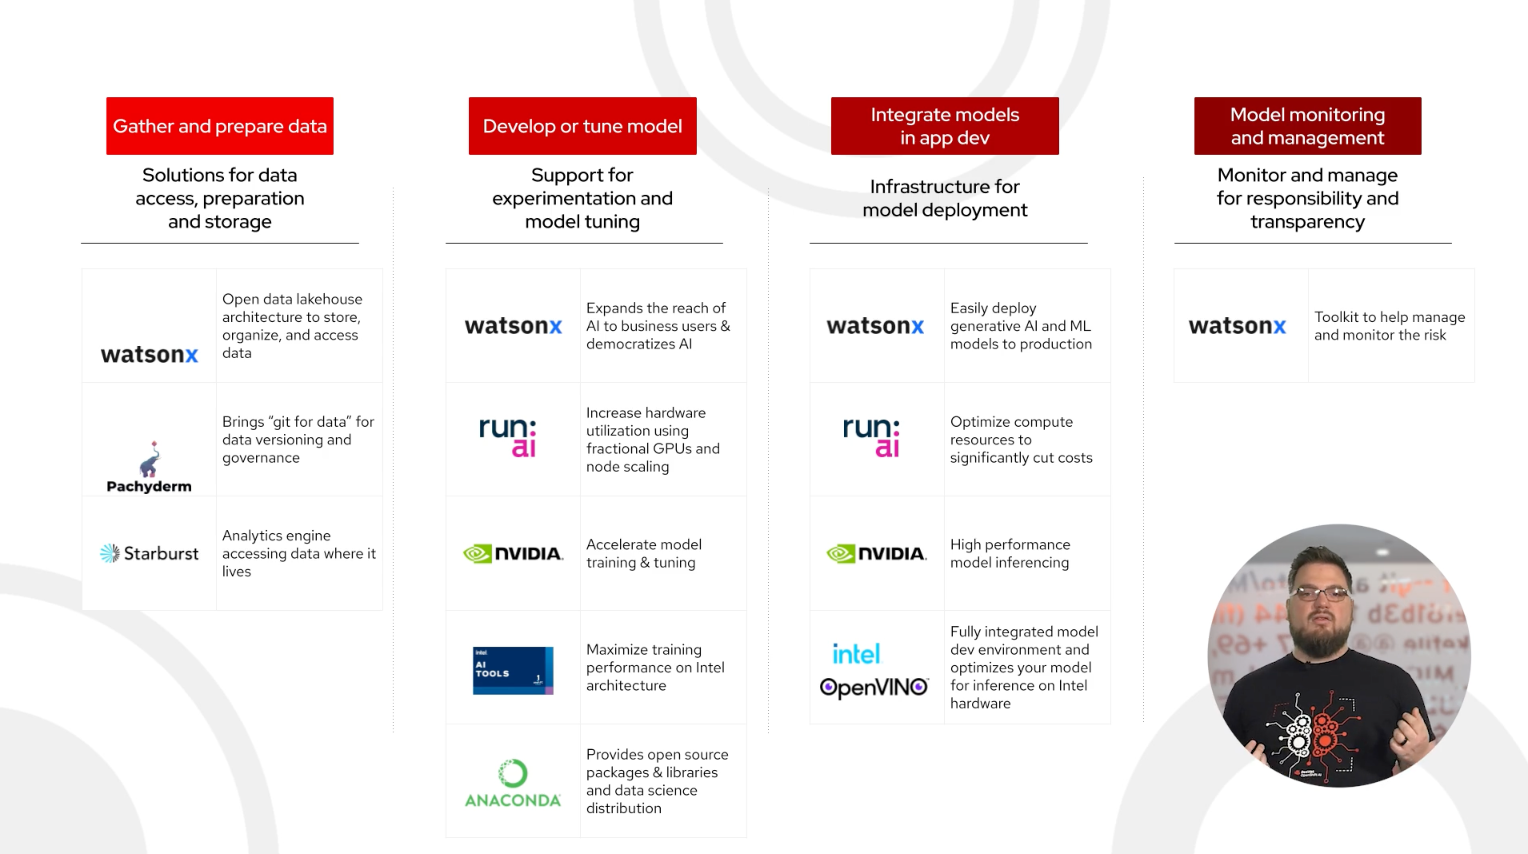 Gather and prepare data
Solutions for data
access, preparation
and storage
watsonx
Open data lakehouse
architecture to store,
organize, and access
data
Pachyderm
Brings “git for data” for
data versioning and
governance
Starburst
Analytics engine
accessing data where it
lives
Develop or tune model
Support for
experimentation and
model tuning
watsonx
Expands the reach of
AI to business users &
democratizes AI
run:
ai
Increase hardware
utilization using
fractional GPUs and
node scaling
NVIDIA.
Accelerate model
training & tuning
intel
AI
TOOLS
Maximize training
performance on Intel
architecture
ANACONDA
Provides open source
packages & libraries
and data science
distribution
Integrate models
in app dev
Infrastructure for
model deployment
watsonx
Easily deploy
generative AI and ML
models to production
run:
ai
Optimize compute
resources to
significantly cut costs
NVIDIA.
High performance
model inferencing
intel
OpenVINO
Fully integrated model
dev environment and
optimizes your model
for inference on Intel
hardware
Model monitoring
and management
Monitor and manage
for responsibility and
transparency
watsonx
Toolkit to help manage
and monitor the risk